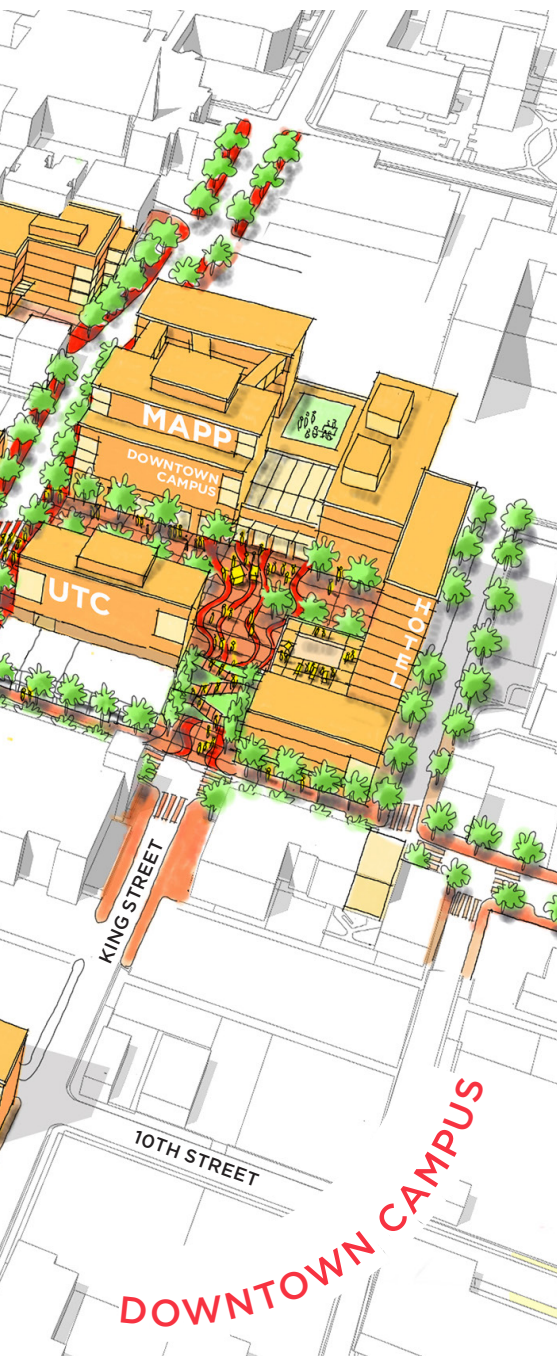 MAPP
DOWNTOWN
CAMPUS
UTC
HOTEL
KING STREET
10TH STREET
DOWNTOWN CAMPUS